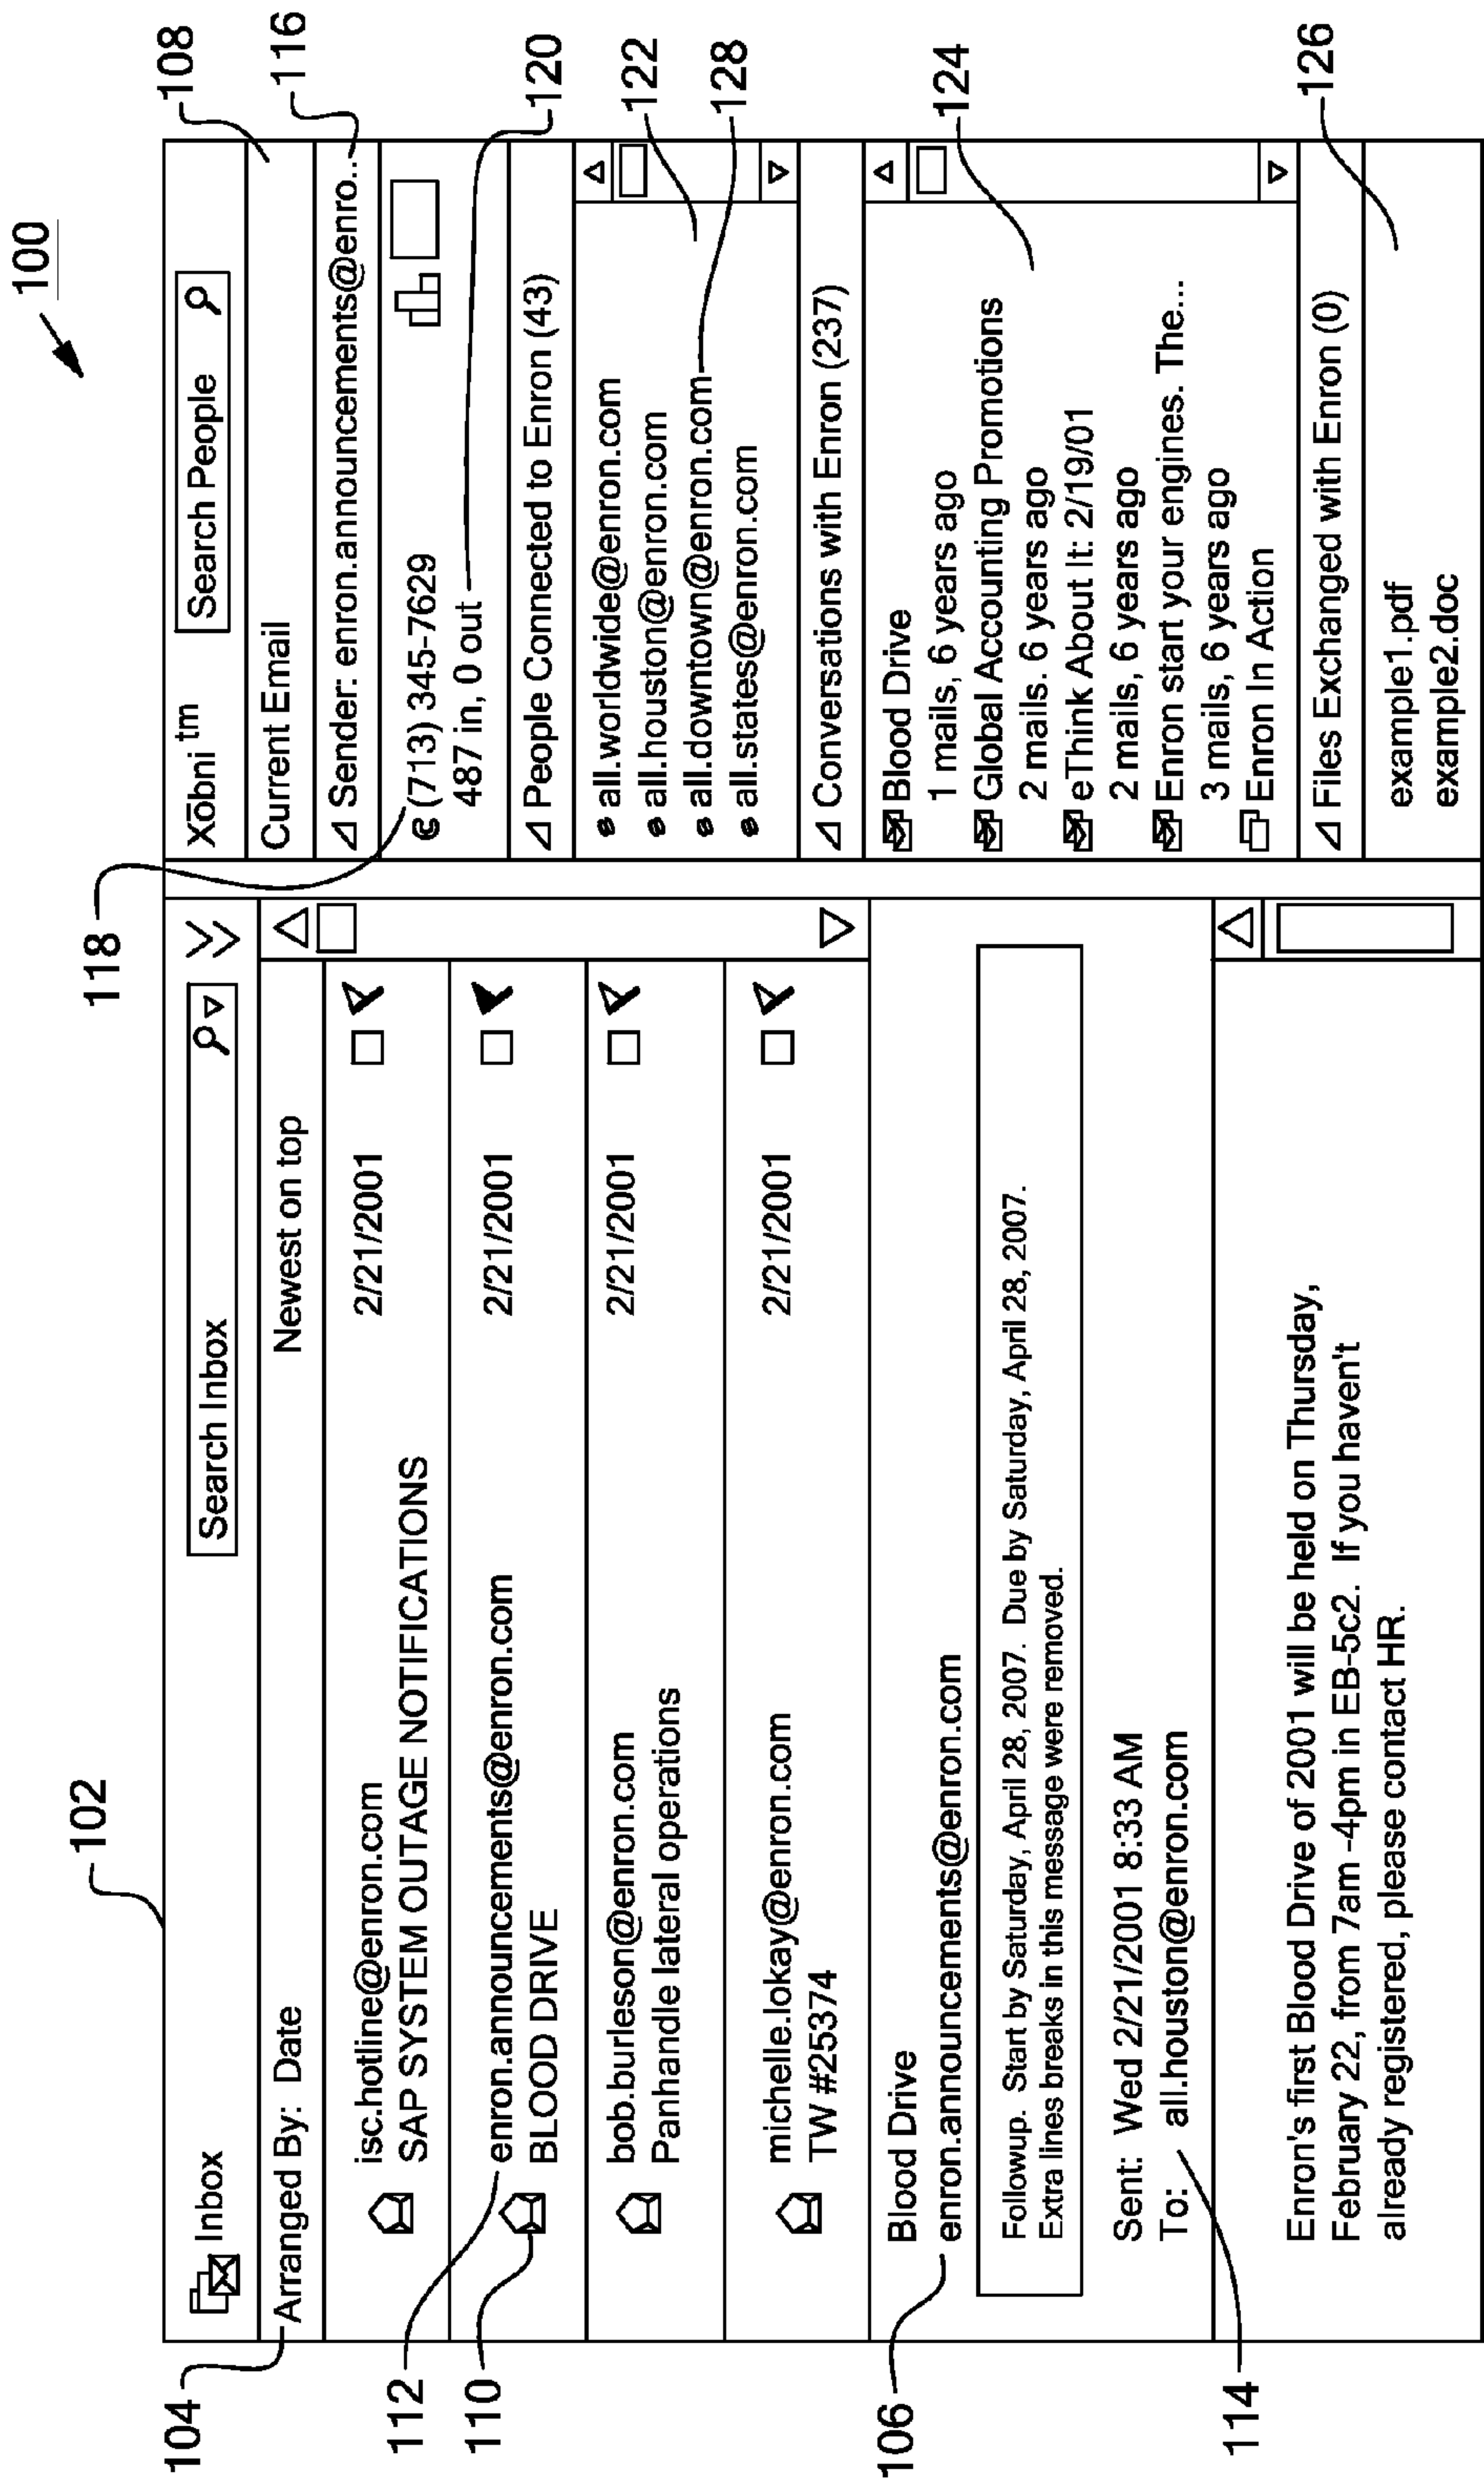 100
102
Inbox
Search Inbox
104
Arranged By: Date
Newest on top
isc.hotline@enron.com
2/21/2001
SAP SYSTEM OUTAGE NOTIFICATIONS
112
enron.announcements@enron.com
2/21/2001
BLOOD DRIVE
110
bob.burleson@enron.com
2/21/2001
Panhandle lateral operations
michelle.lokay@enron.com
2/21/2001
TW #25374
Blood Drive
enron.announcements@enron.com
106
Followup. Start by Saturday, April 28, 2007. Due by Saturday, April 28, 2007.
Extra lines breaks in this message were removed.
Sent: Wed 2/21/2001 8:33 AM
To: all.houston@enron.com
114
Enron's first Blood Drive of 2001 will be held on Thursday,
February 22, from 7am -4pm in EB-5c2. If you haven't
already registered, please contact HR.
xōbni tm
Search People
108
Current Email
Sender: enron.announcements@enro..
116
118
(713) 345-7629
487 in, 0 out
120
People Connected to Enron (43)
all.worldwide@enron.com
all.houston@enron.com
122
all.downtown@enron.com
128
all.states@enron.com
Conversations with Enron (237)
Blood Drive
1 mails, 6 years ago
124
Global Accounting Promotions
2 mails. 6 years ago
eThink About It: 2/19/01
2 mails, 6 years ago
Enron start your engines. The...
3 mails, 6 years ago
Enron In Action
Files Exchanged with Enron (0)
126
example1.pdf
example2.doc